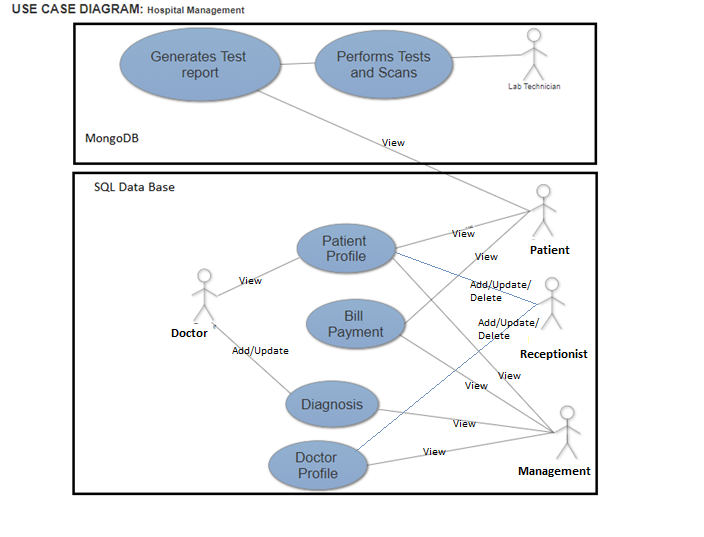 USE CASE DIAGRAM: Hospital Management
Generates Test
report
Performs Tests
and Scans
Lab Technician
MongoDB
View
SQL Data Base
Patient
Patient
Profile
View
View
Add/Update/
Delete
View
Doctor
Bill
Payment
Add/Update/
Delete
Receptionist
Add/Update
View
View
Diagnosis
View
Doctor
Profile
View
Management